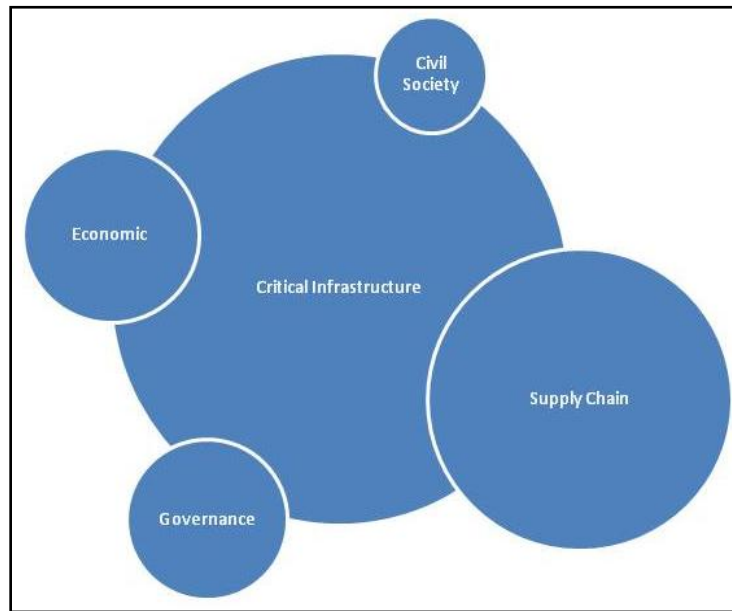 Civil
Society
Economic
Critical Infrastructure
Supply Chain
Governance